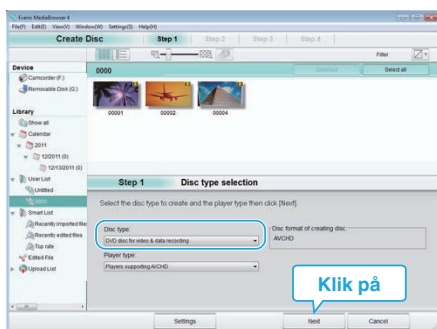 Everio MediaBrowser 4
File(F) Edit(E) View(V) Window(W) Settings(S) Help(H)
Create Disc Step 1 Step 2 Step 3 Step 4
Filter
Device
Camcorder (F:)
Removable Disk (G:)
0000 Deselect Select all
00001 00002 00004
Library
Show all
Calendar
2011
12/2011 (0)
12/13/2011 (0)
User List
Untitled
0000
Smart List
Recently imported file
Recently edited files
Top rate
Edited File
Upload List
Step 1 Disc type selection
Select the disc type to create and the player type then click [Next].
Disc type:
DVD disc for video & data recording
Disc format of creating disc:
AVCHD
Player type:
Players supporting AVCHD
Klik på
Settings Next Cancel